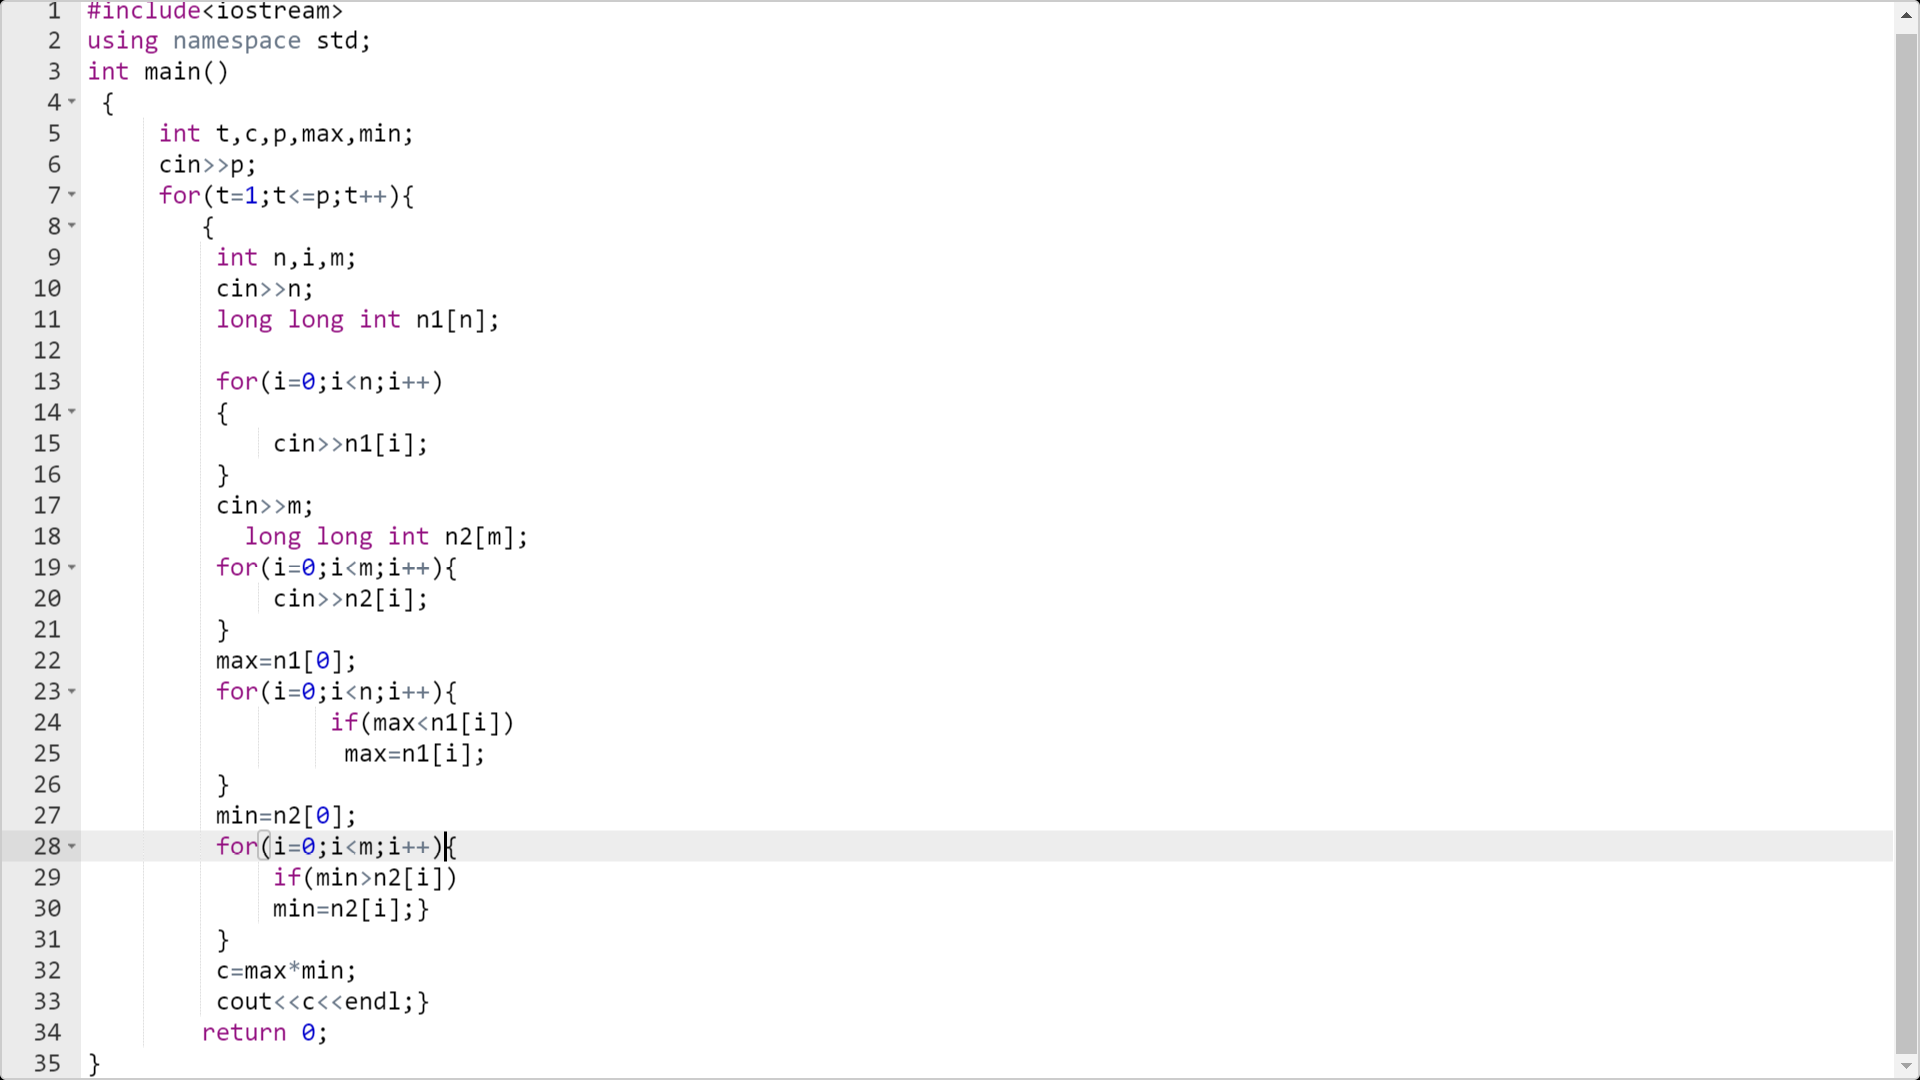 1 #include<iostream>
2 using namespace std;
3 int main()
4 {
5 int t,c,p,max,min;
6 cin>>p;
7 for(t=1;t<=p;t++){
8 {
9 int n,i,m;
10 cin>>n;
11 long long int n1[n];
12
13 for(i=0;i<n;i++)
14 {
15 cin>>n1[i];
16 }
17 cin>>m;
18 long long int n2[m];
19 for(i=0;i<m;i++){
20 cin>>n2[i];
21 }
22 max=n1[0];
23 for(i=0;i<n;i++){
24 if(max<n1[i])
25 max=n1[i];
26 }
27 min=n2[0];
28 for(i=0;i<m;i++){
29 if(min>n2[i])
30 min=n2[i];}
31 }
32 c=max*min;
33 cout<<c<<endl;}
34 return 0;
35 }